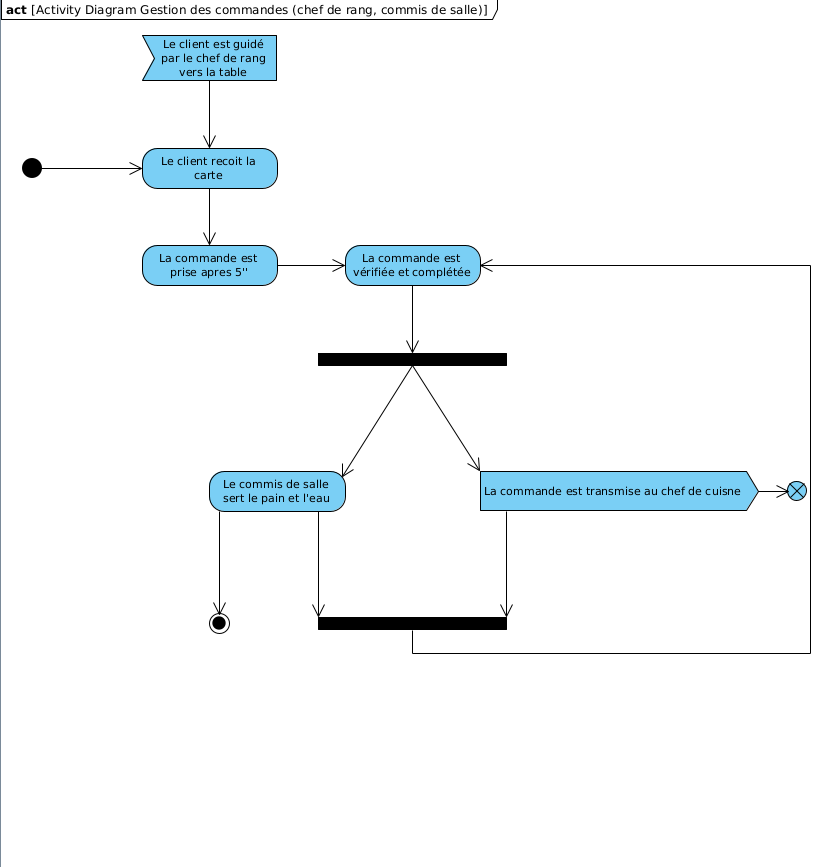 act [Activity Diagram Gestion des commandes (chef de rang, commis de salle)]
Le client est guidé
par le chef de rang
vers la table
Le client recoit la
carte
La commande est
prise apres 5''
La commande est
vérifiée et complétée
Le commis de salle
sert le pain et l'eau
La commande est transmise au chef de cuisne